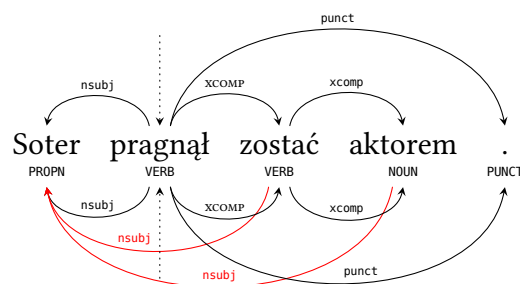 punct
nsubj XCOMP xcomp
Soter pragnął zostać aktorem .
PROPN VERB VERB NOUN PUNCT
nsubj XCOMP xcomp
nsubj
nsubj punct